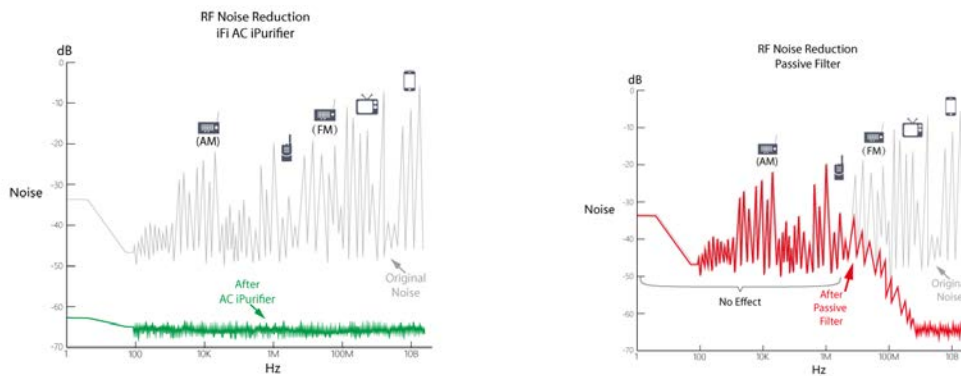 RF Noise Reduction
iFi AC iPurifier
dB
0
-10
-20
-30
-40
-50
-60
-70
Noise
(AM)
(FM)
Original
Noise
After
AC iPurifier
1
100
10K
1M
100M
10B
Hz
RF Noise Reduction
Passive Filter
dB
0
-10
-20
-30
-40
-50
-60
-70
Noise
(AM)
(FM)
No Effect
After
Passive
Filter
Original
Noise
1
100
10K
1M
100M
10B
Hz